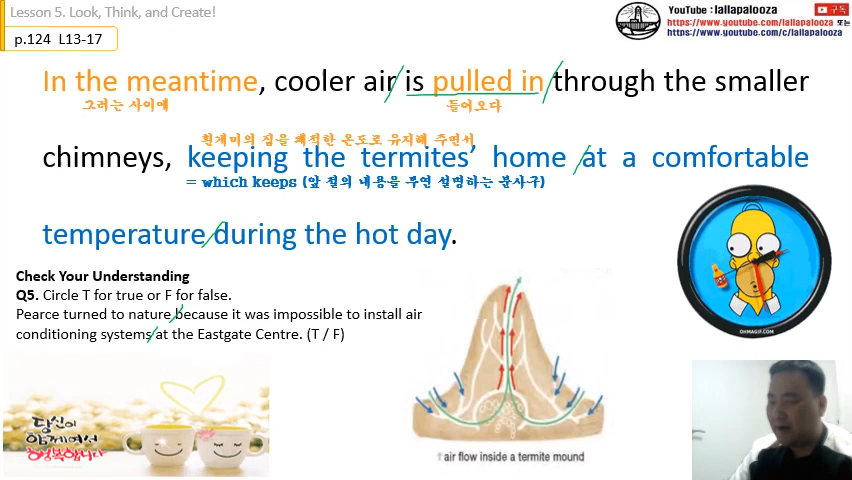 Lesson 5. Look, Think, and Create!
YouTube : lallapalooza 구독
https://www.youtube.com/lallapalooza 또는
https://www.youtube.com/c/lallapalooza
p.124 L13-17
In the meantime, cooler air is pulled in through the smaller
그러는 사이에 들어오다
흰개미의 집을 쾌적한 온도로 유지해 주면서
chimneys, keeping the termites’ home at a comfortable
= which keeps (앞 절의 내용을 부연 설명하는 분사구)
temperature during the hot day.
Check Your Understanding
Q5. Circle T for true or F for false.
Pearce turned to nature because it was impossible to install air
conditioning systems at the Eastgate Centre. (T / F)
OHMAGIF.COM
당신이
함께여서
행복합니다
↑ air flow inside a termite mound